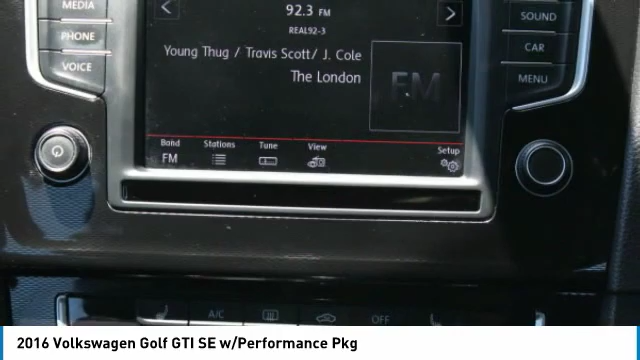 MEDIA
PHONE
VOICE
92.3 FM
REAL92-3
Young Thug / Travis Scott/ J. Cole
The London
FM
SOUND
CAR
MENU
Band
FM
Stations
Tune
View
Setup
A/C
OFF
2016 Volkswagen Golf GTI SE w/Performance Pkg